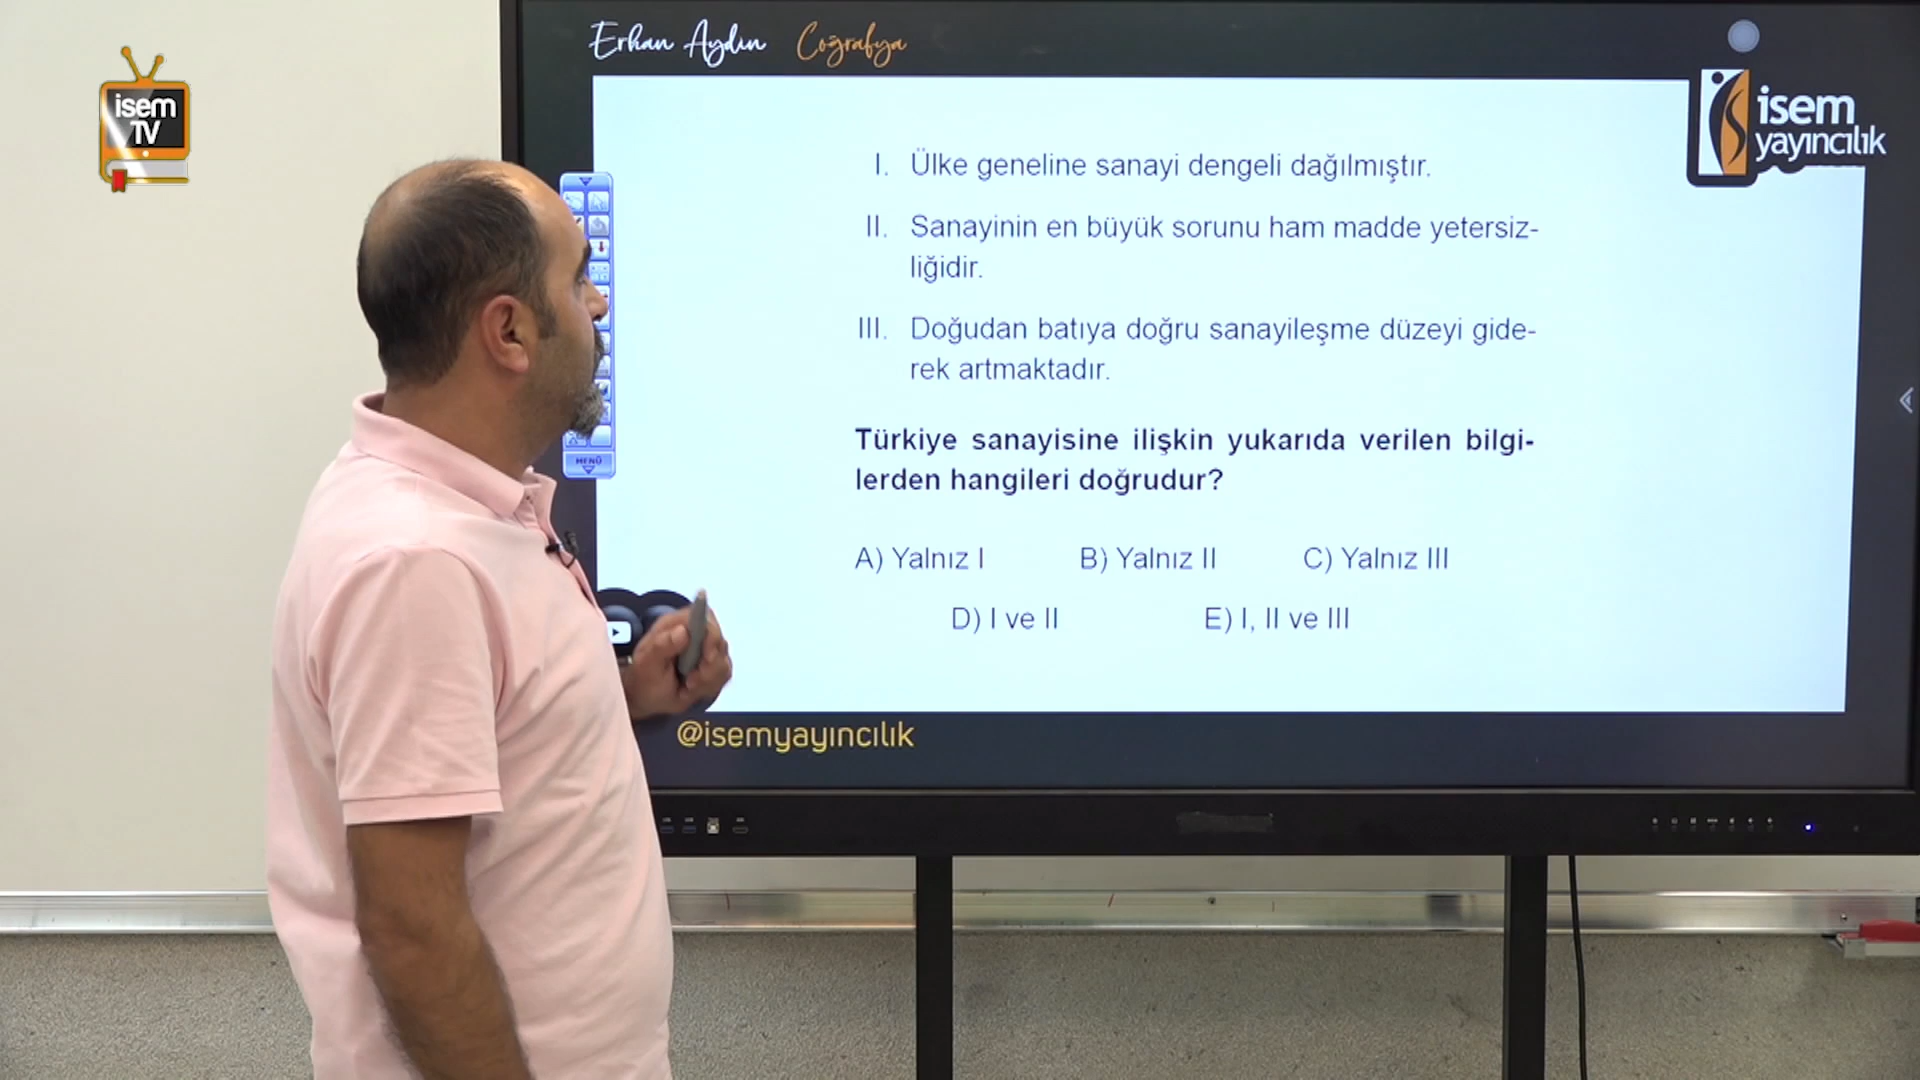 Erhan Aydın Coğrafya
isem
TV
isem
yayıncılık
I. Ülke geneline sanayi dengeli dağılmıştır.
II. Sanayinin en büyük sorunu ham madde yetersiz-
liğidir.
III. Doğudan batıya doğru sanayileşme düzeyi gide-
rek artmaktadır.
Türkiye sanayisine ilişkin yukarıda verilen bilgi-
lerden hangileri doğrudur?
A) Yalnız I B) Yalnız II C) Yalnız III
D) I ve II E) I, II ve III
MENÜ
@isemyayıncılık